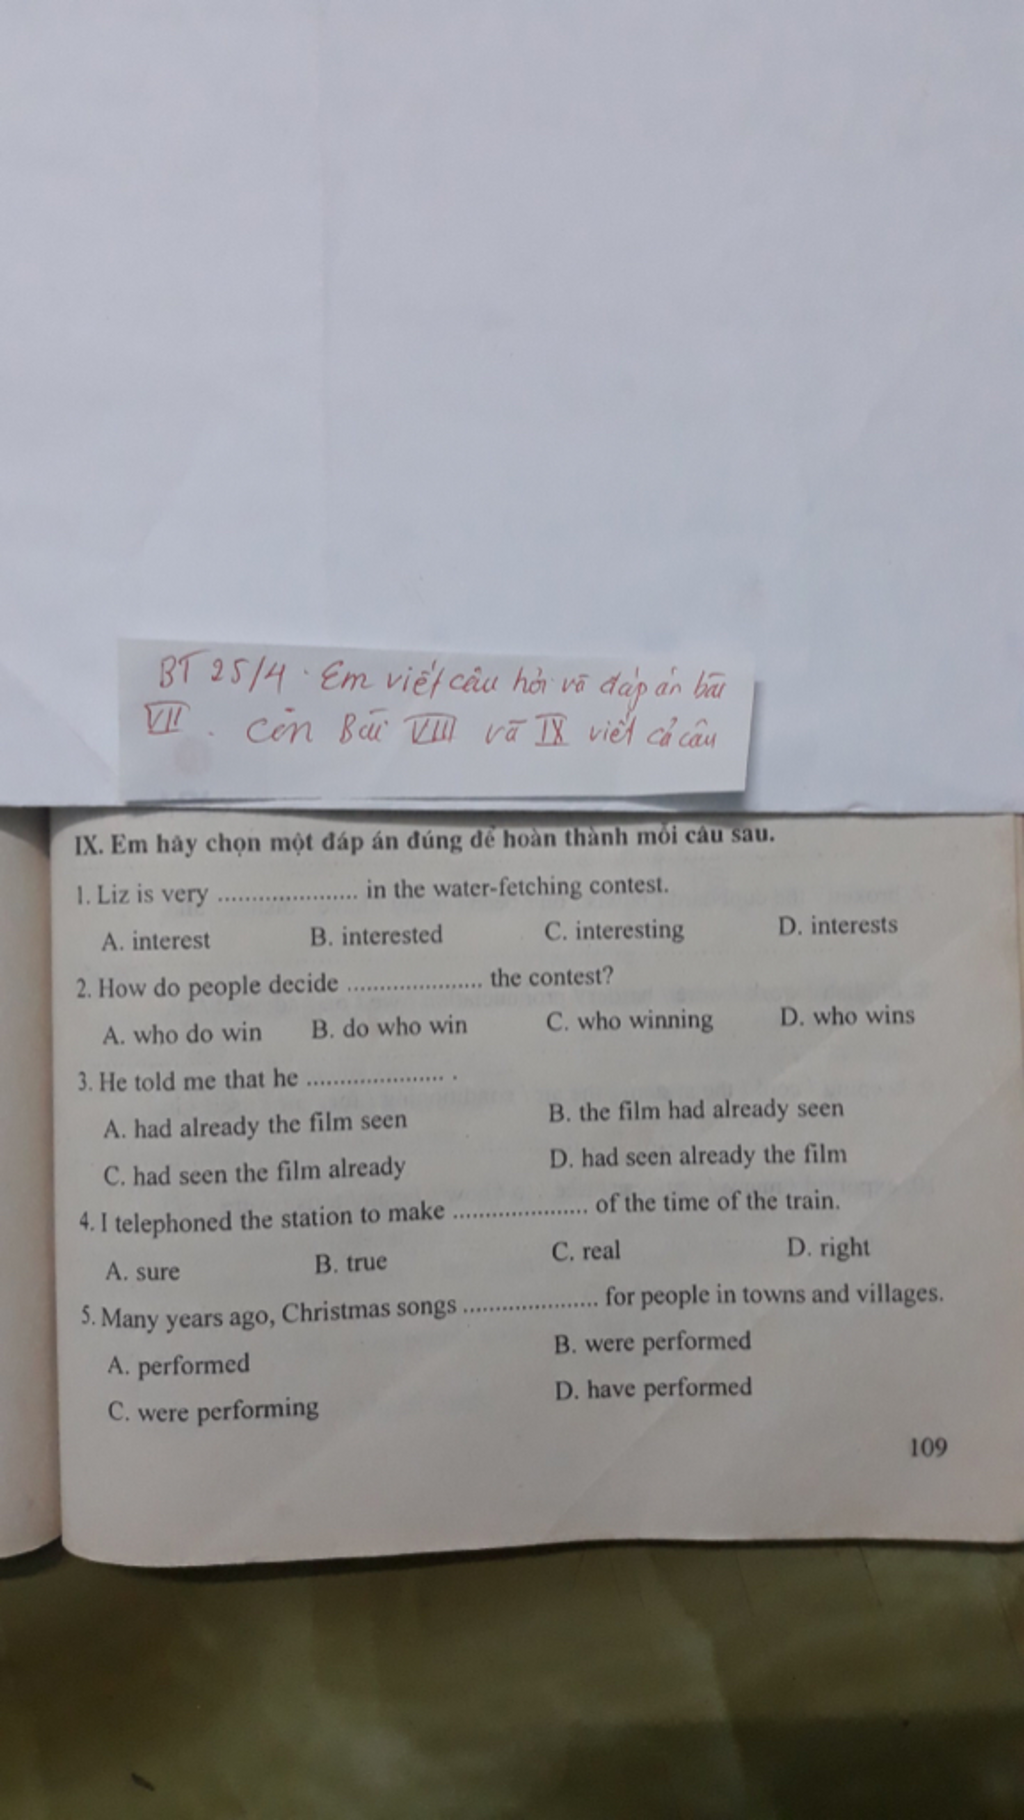 BT 25/4. Em viết câu hỏi và đáp án bài
VII. Còn Bài VIII và IX viết cả câu
IX. Em hãy chọn một đáp án đúng để hoàn thành mỗi câu sau.
1. Liz is very .................... in the water-fetching contest.
A. interest B. interested C. interesting D. interests
2. How do people decide .................... the contest?
A. who do win B. do who win C. who winning D. who wins
3. He told me that he .................... .
A. had already the film seen B. the film had already seen
C. had seen the film already D. had seen already the film
4. I telephoned the station to make .................... of the time of the train.
A. sure B. true C. real D. right
5. Many years ago, Christmas songs .................... for people in towns and villages.
A. performed B. were performed
C. were performing D. have performed
109